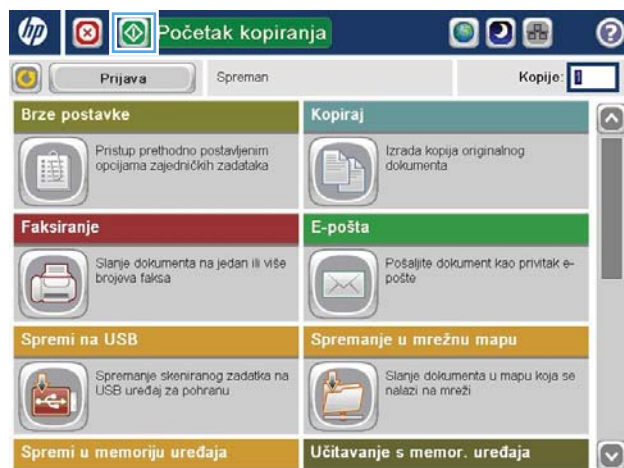 hp
Početak kopiranja
?
Prijava
Spreman
Kopije: 1
Brze postavke
Pristup prethodno postavljenim
opcijama zajedničkih zadataka
Kopiraj
Izrada kopija originalnog
dokumenta
Faksiranje
Slanje dokumenta na jedan ili više
brojeva faksa
E-pošta
Pošaljite dokument kao privitak e-
pošte
Spremi na USB
Spremanje skeniranog zadatka na
USB uređaj za pohranu
Spremanje u mrežnu mapu
Slanje dokumenta u mapu koja se
nalazi na mreži
Spremi u memoriju uređaja
Učitavanje s memor. uređaja